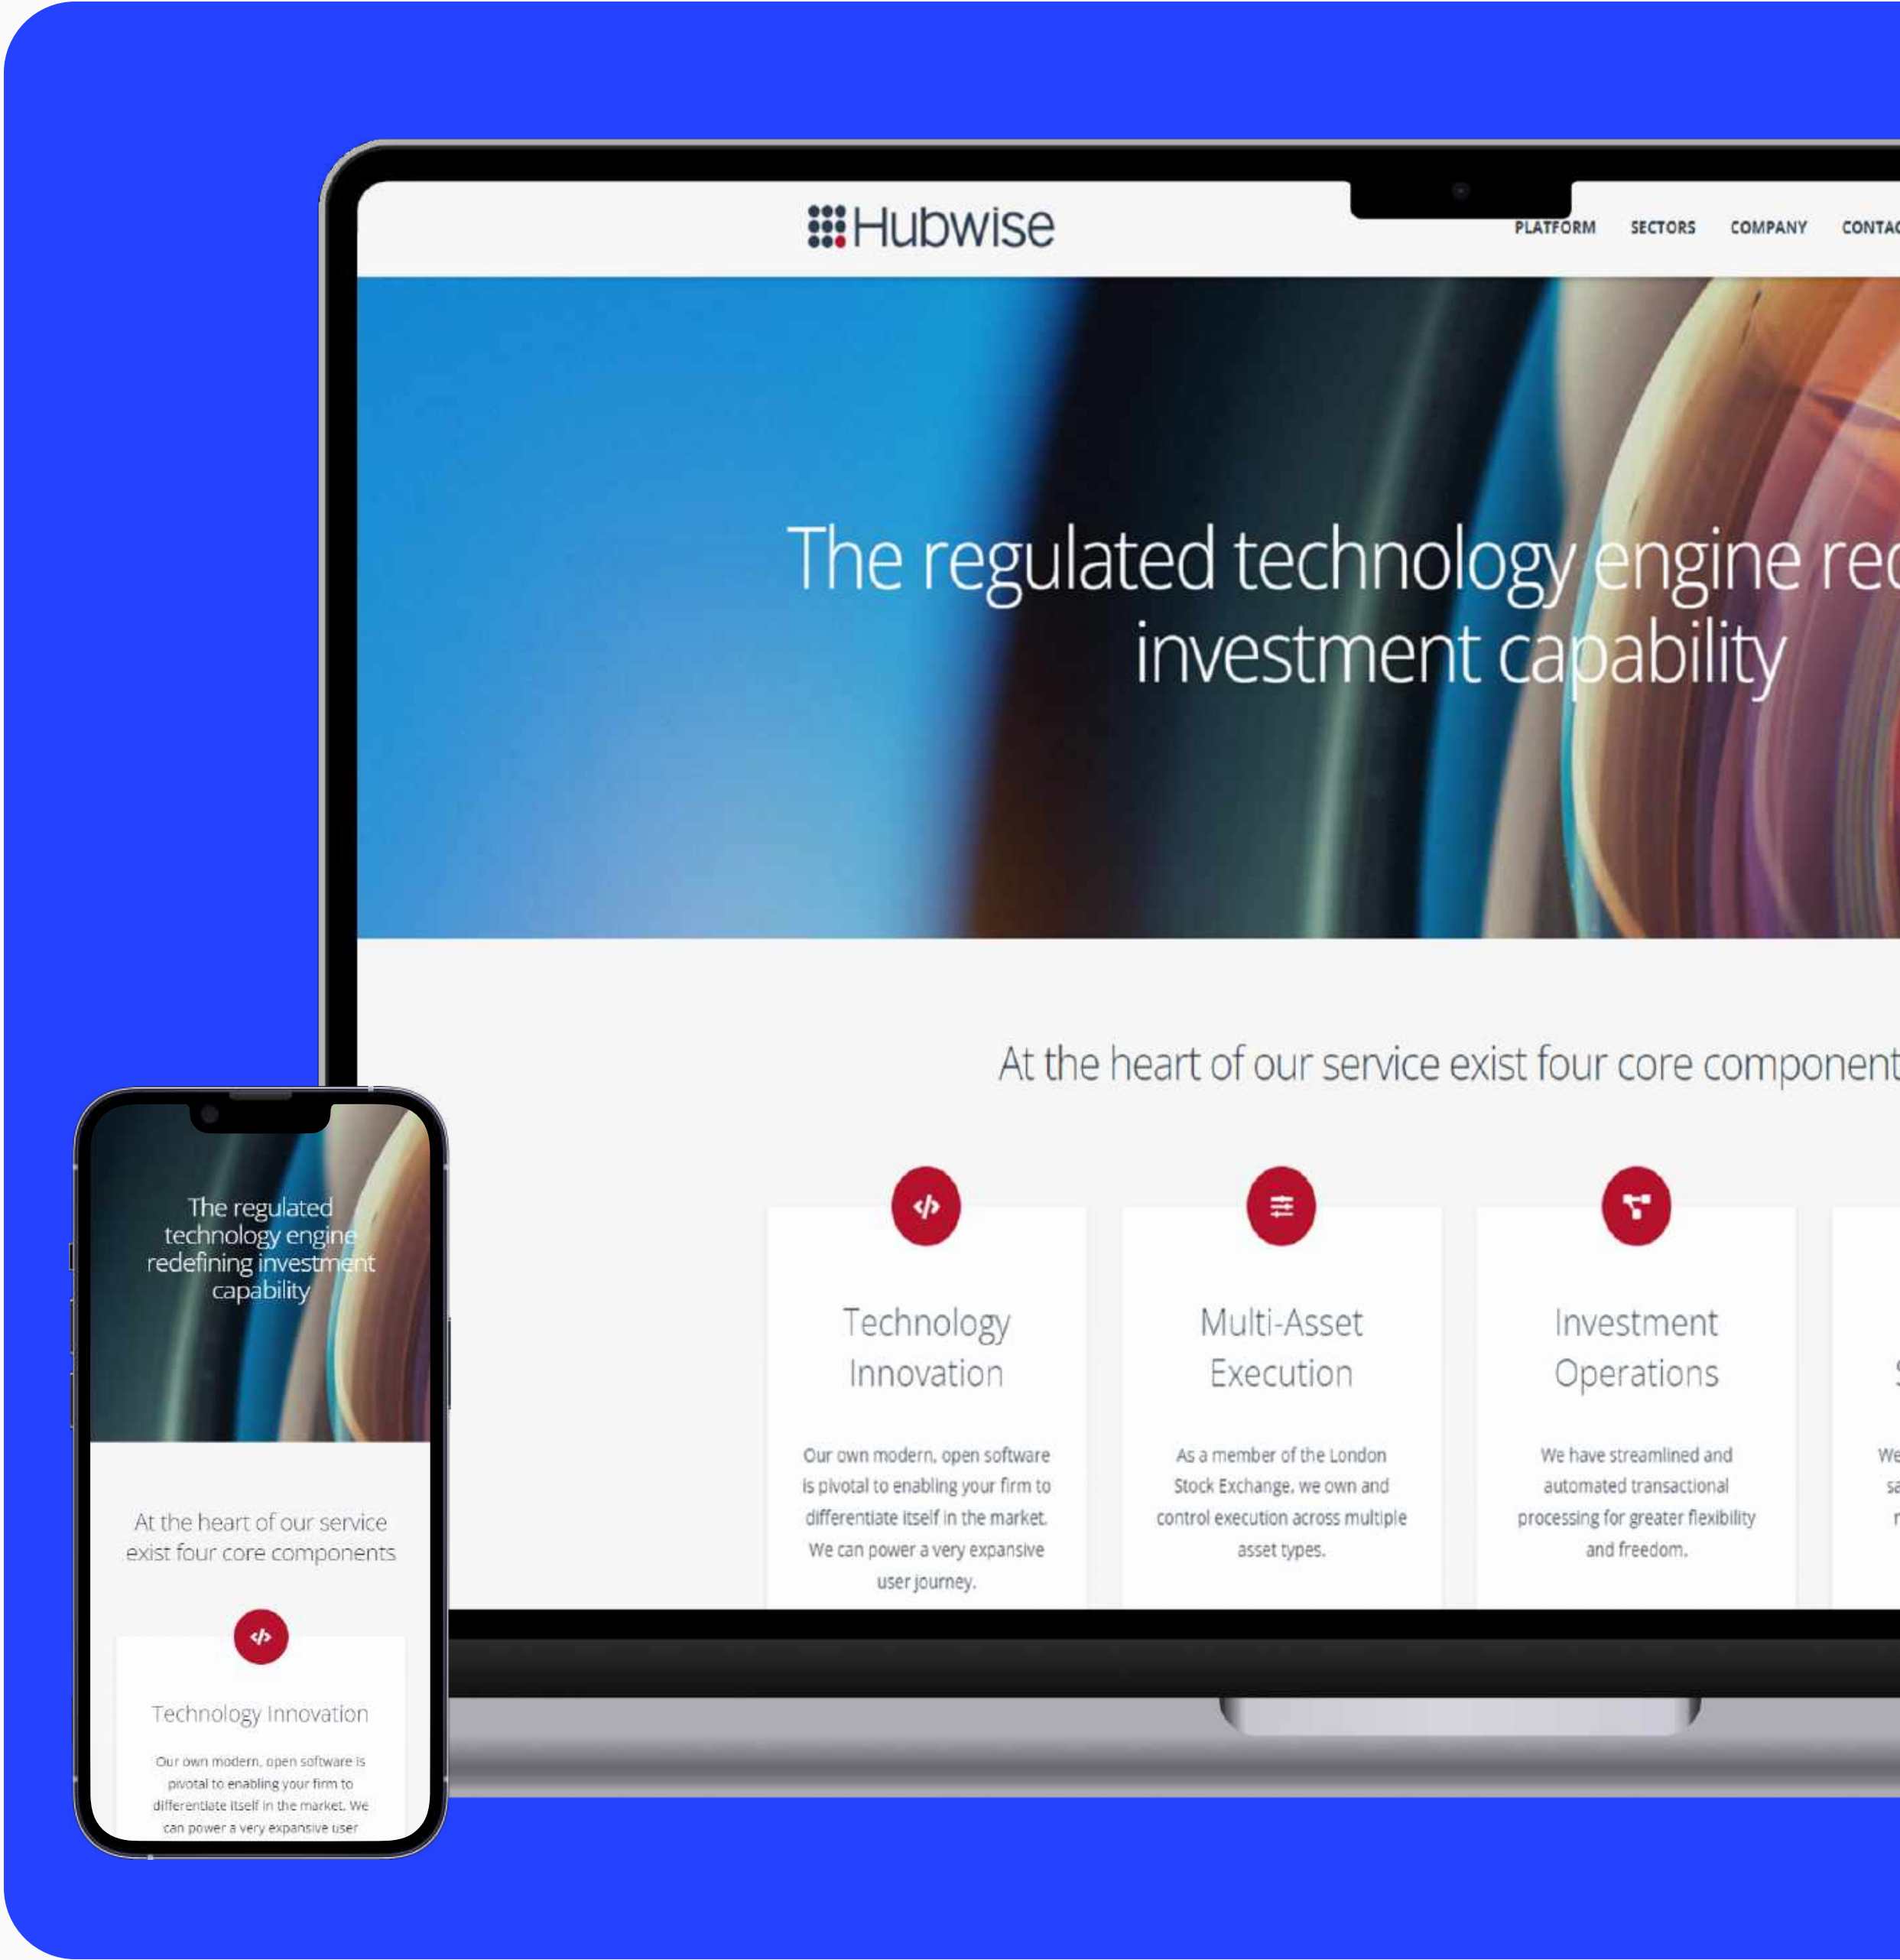 Hubwise
PLATFORM SECTORS COMPANY
The regulated technology engine
investment capability
At the heart of our service exist four core
Technology
Innovation
Our own modern, open software
is pivotal to enabling your firm to
differentiate itself in the market.
We can power a very expansive
user journey.
Multi-Asset
Execution
As a member of the London
Stock Exchange, we own and
control execution across multiple
asset types.
Investment
Operations
We have streamlined and
automated transactional
processing for greater flexibility
and freedom.
We
The regulated
technology engine
redefining investment
capability
At the heart of our service
exist four core components
Technology Innovation
Our own modern, open software is
pivotal to enabling your firm to
differentiate itself in the market. We
can power a very expansive user